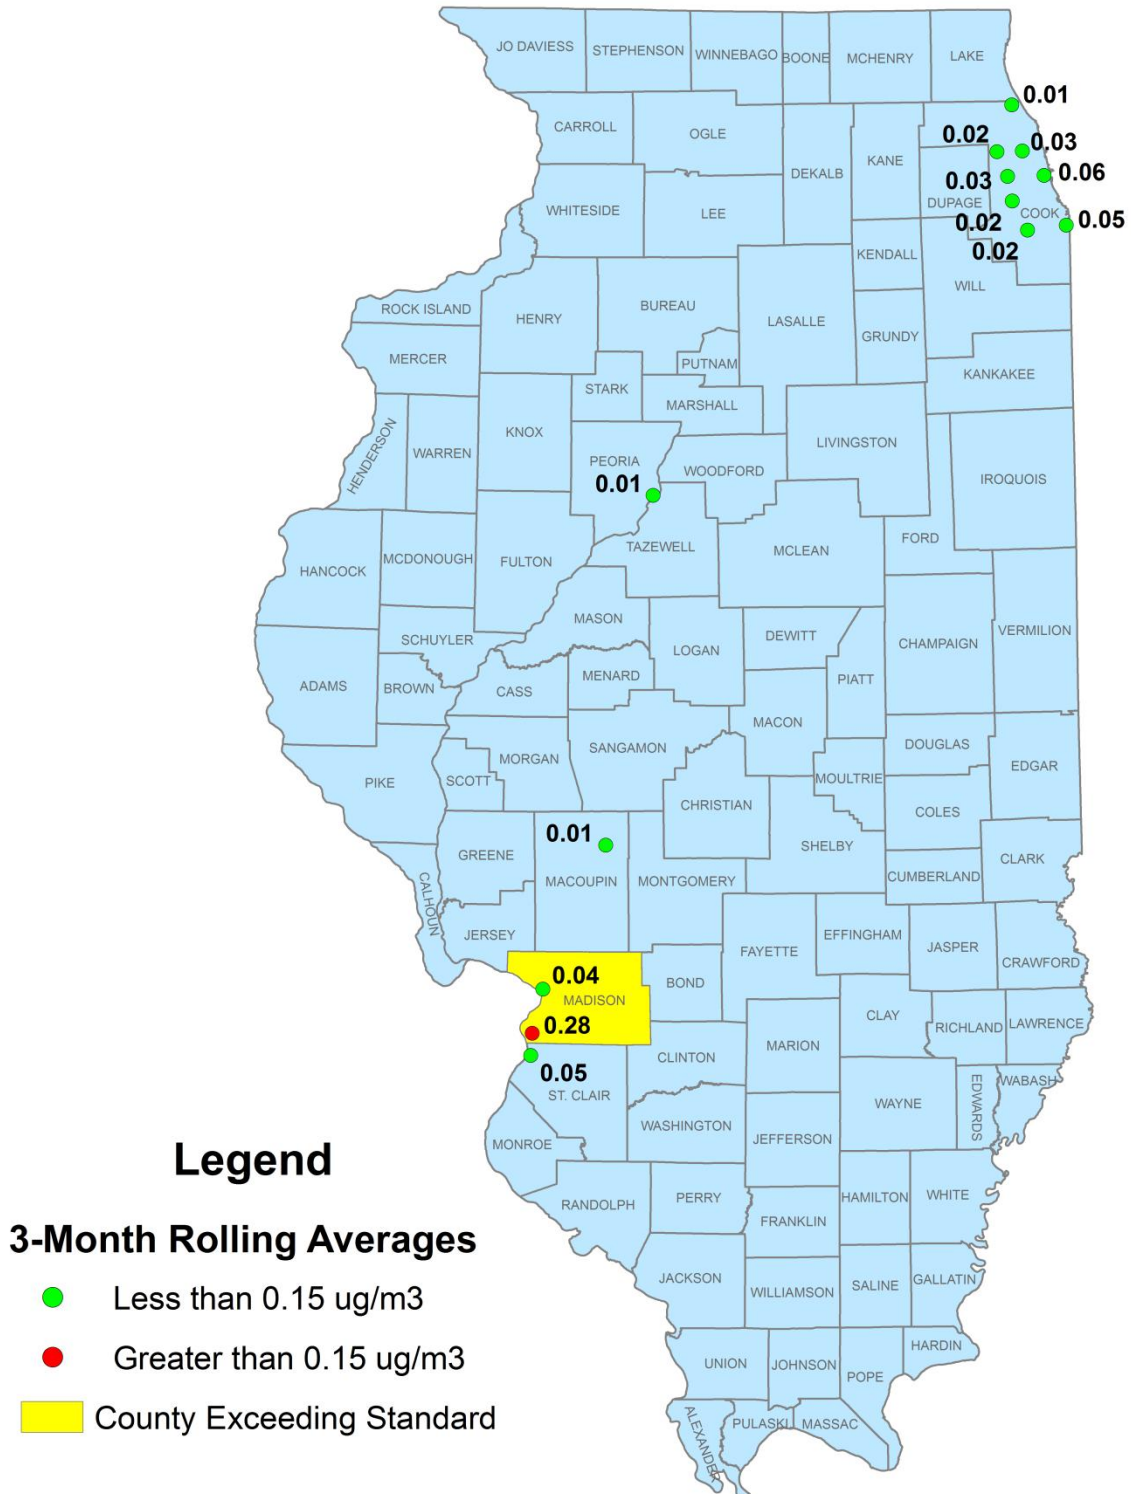 JO DAVIESS
STEPHENSON
WINNEBAGO
BOONE
MCHENRY
LAKE
0.01
CARROLL
OGLE
0.02
0.03
KANE
DEKALB
0.03
0.06
DUPAGE
WHITESIDE
LEE
COOK
0.02
0.05
0.02
KENDALL
WILL
ROCK ISLAND
HENRY
BUREAU
LASALLE
GRUNDY
MERCER
PUTNAM
KANKAKEE
STARK
MARSHALL
HENDERSON
WARREN
KNOX
LIVINGSTON
PEORIA
WOODFORD
0.01
IROQUOIS
FORD
TAZEWELL
MCLEAN
HANCOCK
MCDONOUGH
FULTON
MASON
SCHUYLER
LOGAN
DEWITT
CHAMPAIGN
VERMILION
ADAMS
BROWN
CASS
MENARD
PIATT
MACON
SANGAMON
DOUGLAS
MORGAN
EDGAR
PIKE
SCOTT
MOULTRIE
CHRISTIAN
COLES
0.01
SHELBY
GREENE
CLARK
CALHOUN
MACOUPIN
MONTGOMERY
CUMBERLAND
JERSEY
FAYETTE
EFFINGHAM
JASPER
CRAWFORD
0.04
MADISON
BOND
0.28
CLAY
RICHLAND
LAWRENCE
MARION
CLINTON
0.05
ST. CLAIR
WABASH
EDWARDS
WAYNE
WASHINGTON
JEFFERSON
MONROE
RANDOLPH
PERRY
HAMILTON
WHITE
FRANKLIN
JACKSON
WILLIAMSON
SALINE
GALLATIN
HARDIN
UNION
JOHNSON
POPE
ALEXANDER
PULASKI
MASSAC
Legend
3-Month Rolling Averages
Less than 0.15 ug/m3
Greater than 0.15 ug/m3
County Exceeding Standard